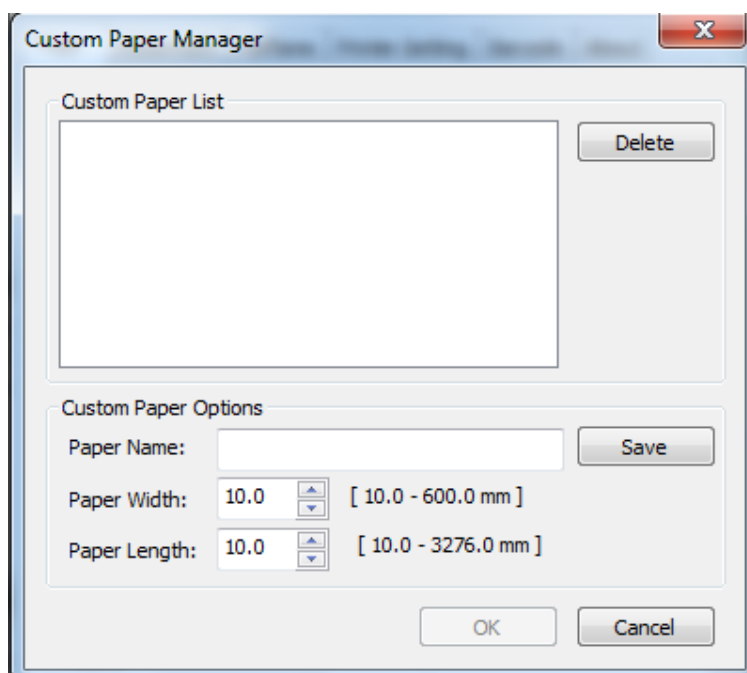 Custom Paper Manager
X
Custom Paper List
Delete
Custom Paper Options
Paper Name:
Save
Paper Width: 10.0 [ 10.0 - 600.0 mm ]
Paper Length: 10.0 [ 10.0 - 3276.0 mm ]
OK Cancel